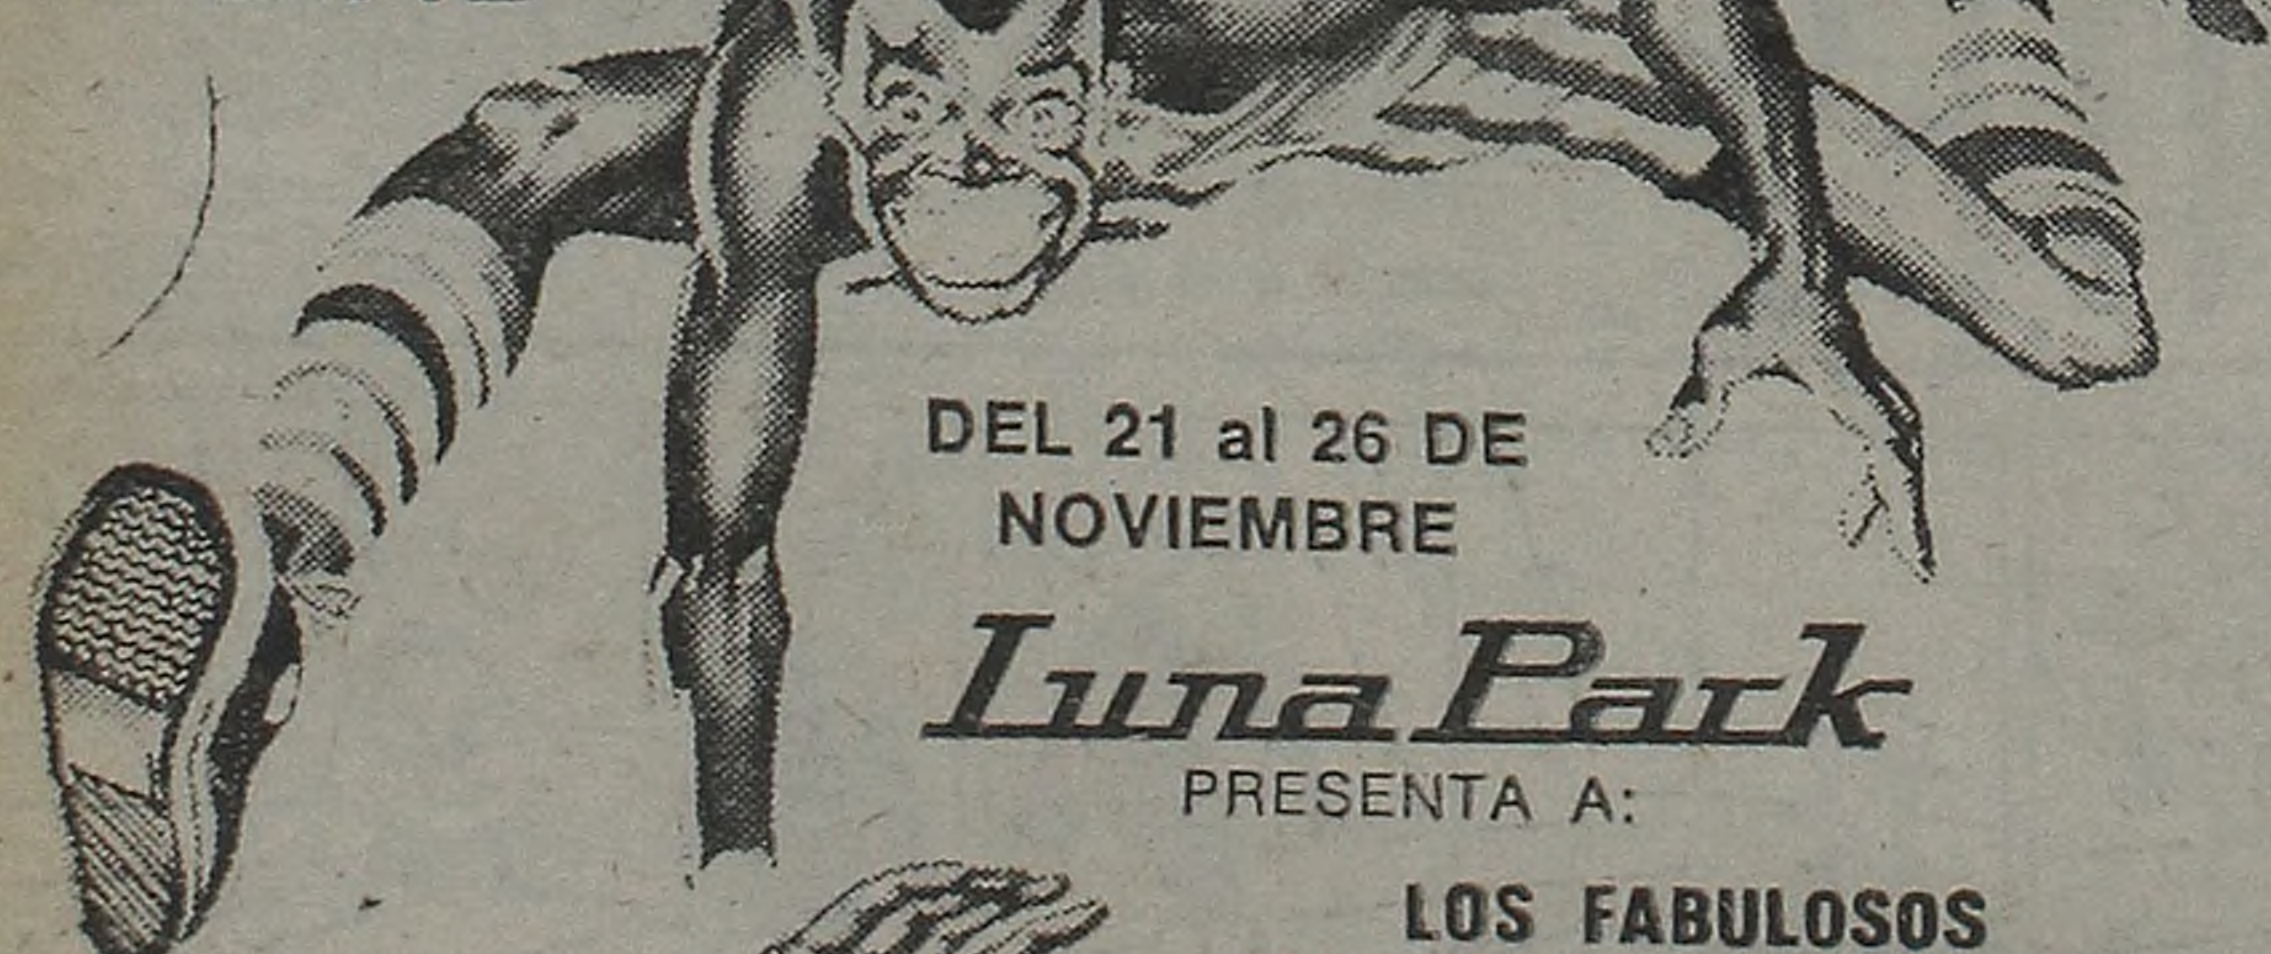 DEL 21 al 26 DE
NOVIEMBRE
Luna Park
PRESENTA A:
LOS FABULOSOS